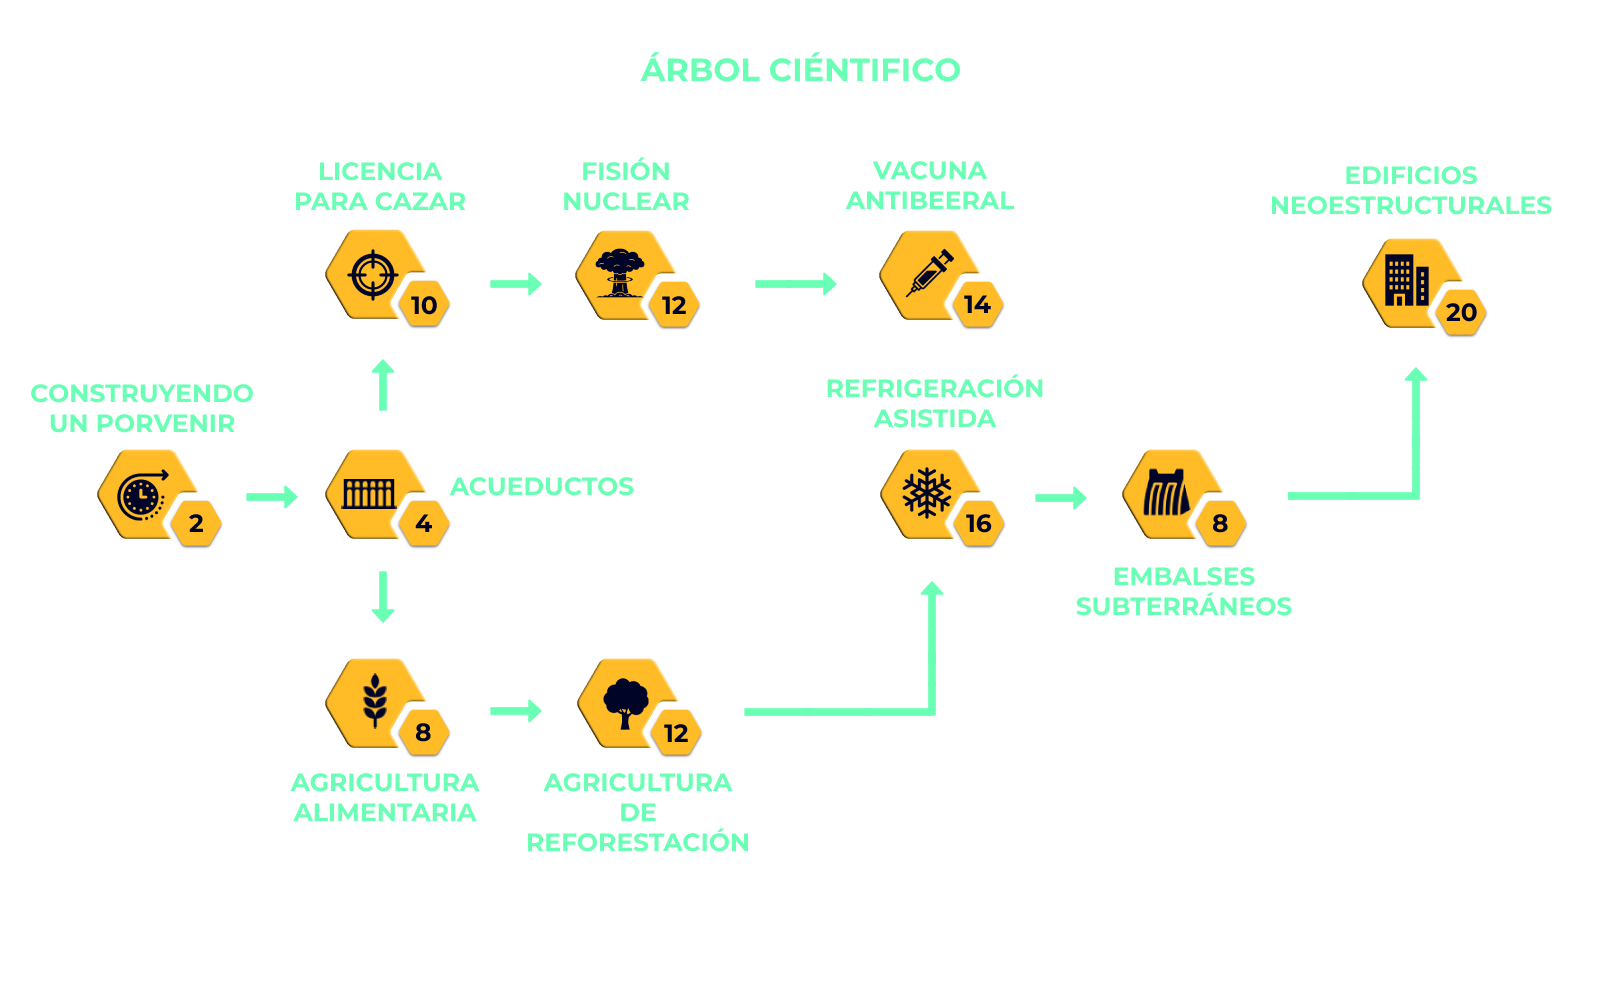 ÁRBOL CIÉNTIFICO
LICENCIA
PARA CAZAR
10
FISIÓN
NUCLEAR
12
VACUNA
ANTIBEERAL
14
EDIFICIOS
NEOESTRUCTURALES
20
CONSTRUYENDO
UN PORVENIR
2
ACUEDUCTOS
4
REFRIGERACIÓN
ASISTIDA
16
8
EMBALSES
SUBTERRÁNEOS
8
AGRICULTURA
ALIMENTARIA
12
AGRICULTURA
DE
REFORESTACIÓN